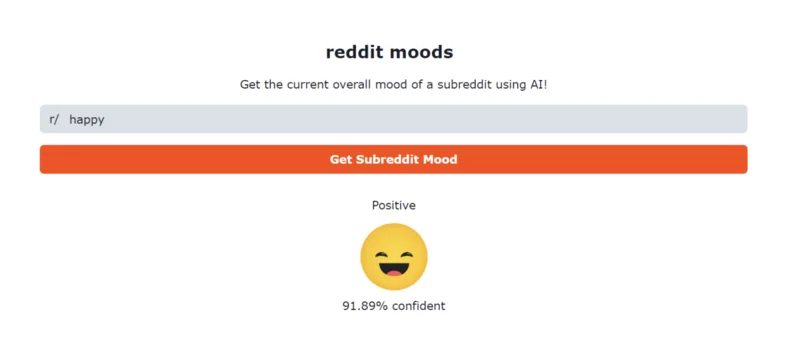 reddit moods
Get the current overall mood of a subreddit using AI!
r/ happy
Get Subreddit Mood
Positive
91.89% confident